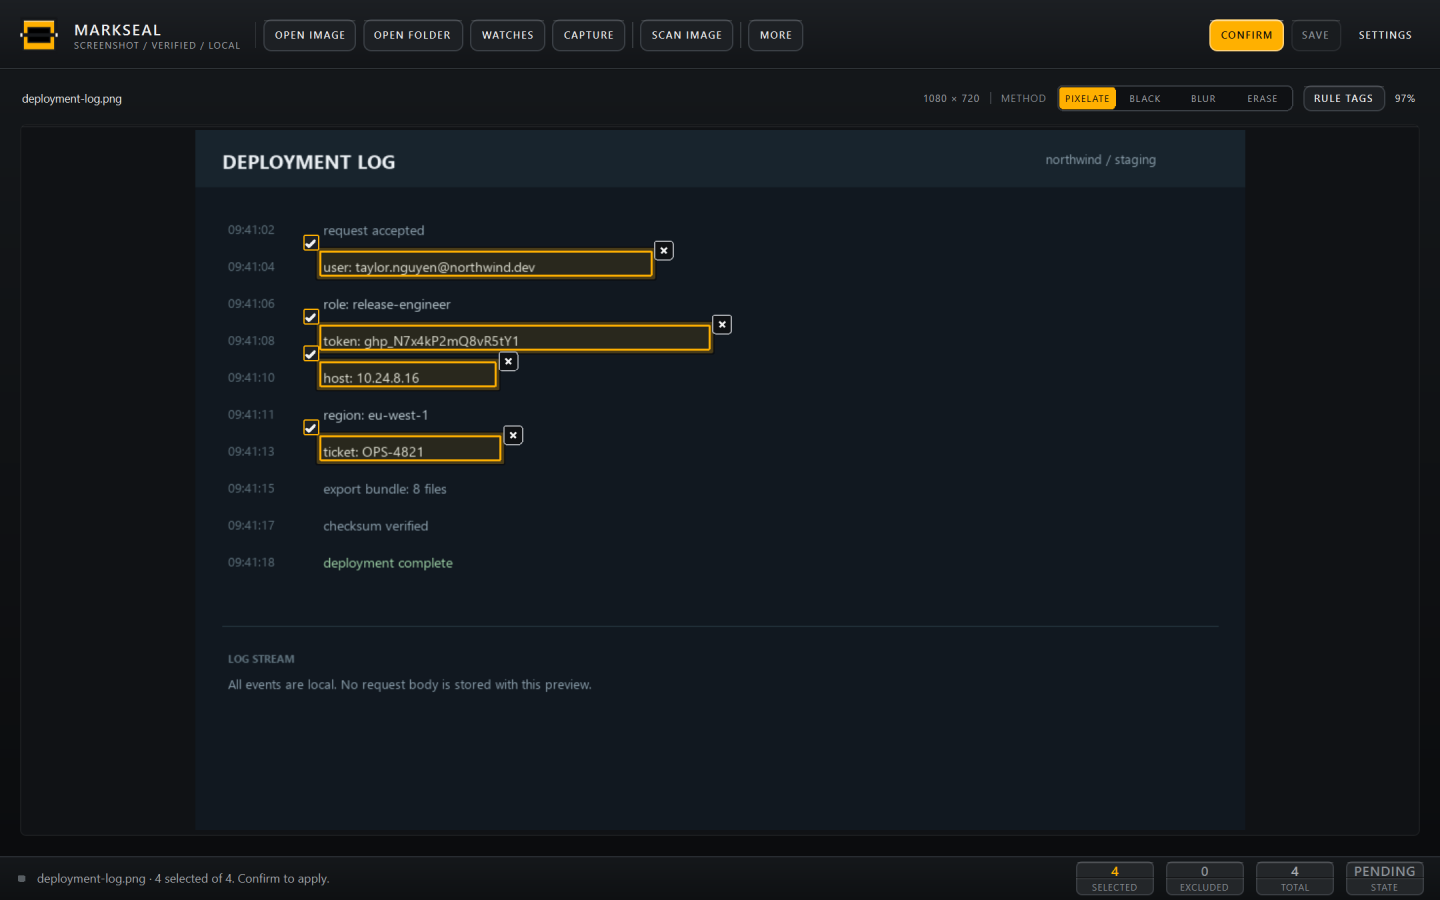 MARKSEAL
SCREENSHOT / VERIFIED / LOCAL
OPEN IMAGE
OPEN FOLDER
WATCHES
CAPTURE
SCAN IMAGE
MORE
CONFIRM
SAVE
SETTINGS
deployment-log.png
1080 × 720
METHOD
PIXELATE
BLACK
BLUR
ERASE
RULE TAGS
97%
DEPLOYMENT LOG
northwind / staging
09:41:02 request accepted
09:41:04 user: taylor.nguyen@northwind.dev
09:41:06 role: release-engineer
09:41:08 token: ghp_N7x4kP2mQ8vR5tY1
09:41:10 host: 10.24.8.16
09:41:11 region: eu-west-1
09:41:13 ticket: OPS-4821
09:41:15 export bundle: 8 files
09:41:17 checksum verified
09:41:18 deployment complete
LOG STREAM
All events are local. No request body is stored with this preview.
deployment-log.png · 4 selected of 4. Confirm to apply.
4
SELECTED
0
EXCLUDED
4
TOTAL
PENDING
STATE